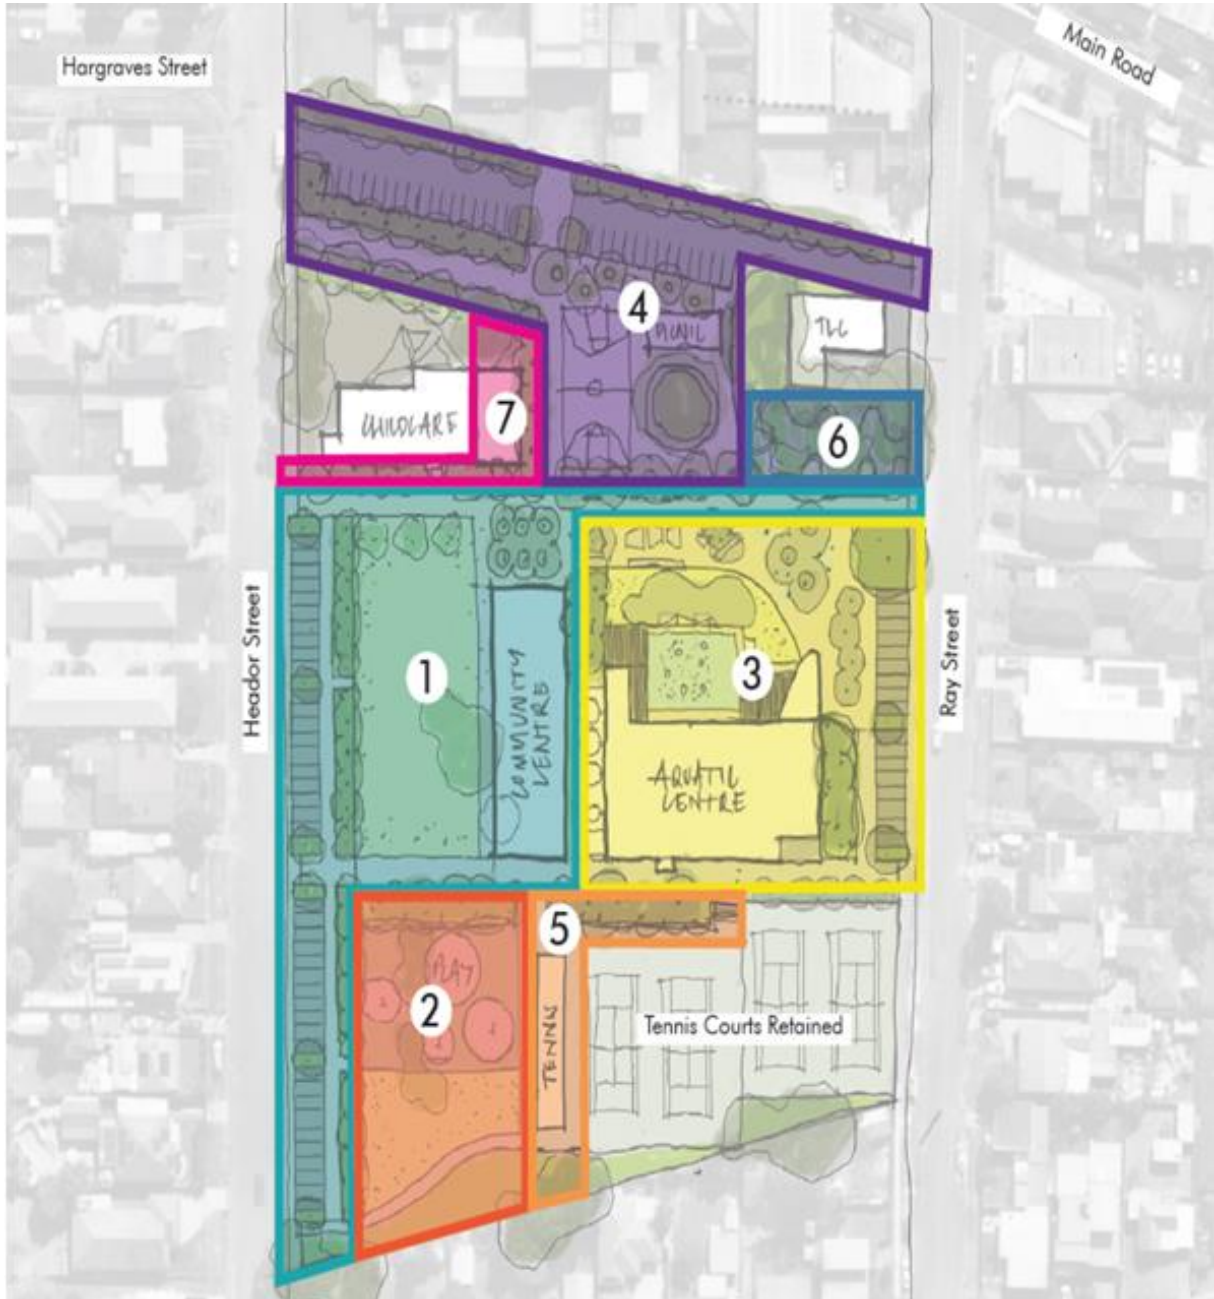 Hargraves Street
Main Road
4
PICNIC
TLC
CHILDCARE
7
6
Heador Street
1
COMMUNITY
CENTRE
3
Ray Street
AQUATIC
CENTRE
5
PLAY
2
TENNIS
Tennis Courts Retained